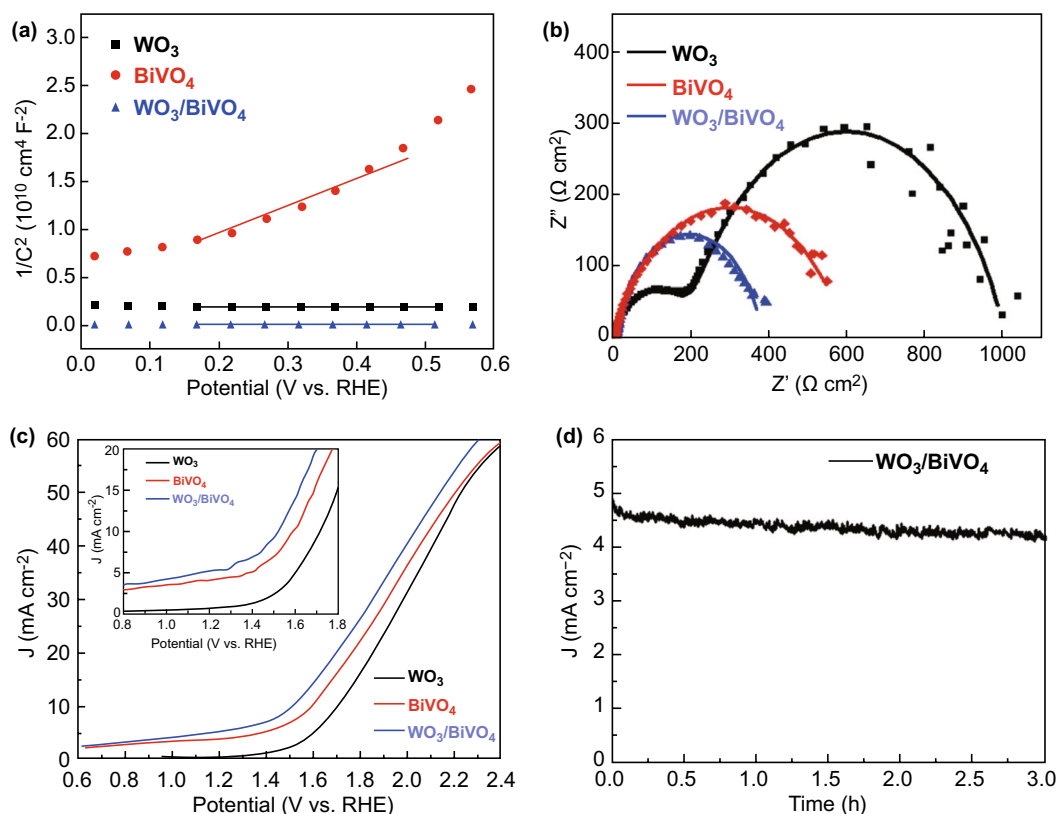 (a)
3.0
2.5
2.0
1.5
1.0
0.5
0.0
1/C² (10¹⁰ cm⁴ F⁻²)
WO₃
BiVO₄
WO₃/BiVO₄
0.0 0.1 0.2 0.3 0.4 0.5 0.6
Potential (V vs. RHE)
(b)
400
300
200
100
0
Z" (Ω cm²)
WO₃
BiVO₄
WO₃/BiVO₄
0 200 400 600 800 1000
Z' (Ω cm²)
(c)
60
50
40
30
20
10
0
J (mA cm⁻²)
20
15
10
5
0
J (mA cm⁻²)
WO₃
BiVO₄
WO₃/BiVO₄
0.8 1.0 1.2 1.4 1.6 1.8
Potential (V vs. RHE)
WO₃
BiVO₄
WO₃/BiVO₄
0.6 0.8 1.0 1.2 1.4 1.6 1.8 2.0 2.2 2.4
Potential (V vs. RHE)
(d)
6
5
4
4
2
1
0
J (mA cm⁻²)
WO₃/BiVO₄
0.0 0.5 1.0 1.5 2.0 2.5 3.0
Time (h)